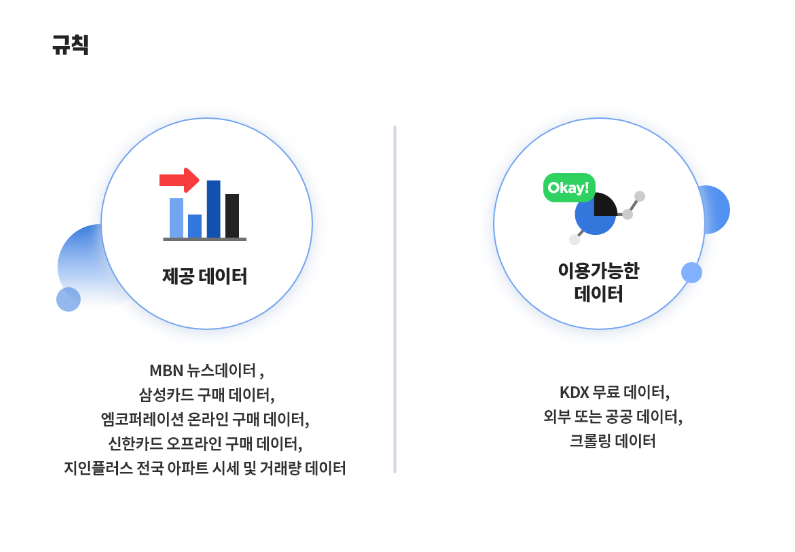 규칙
제공 데이터
MBN 뉴스데이터 ,
삼성카드 구매 데이터,
엠코퍼레이션 온라인 구매 데이터,
신한카드 오프라인 구매 데이터,
지인플러스 전국 아파트 시세 및 거래량 데이터
Okay!
이용가능한
데이터
KDX 무료 데이터,
외부 또는 공공 데이터,
크롤링 데이터